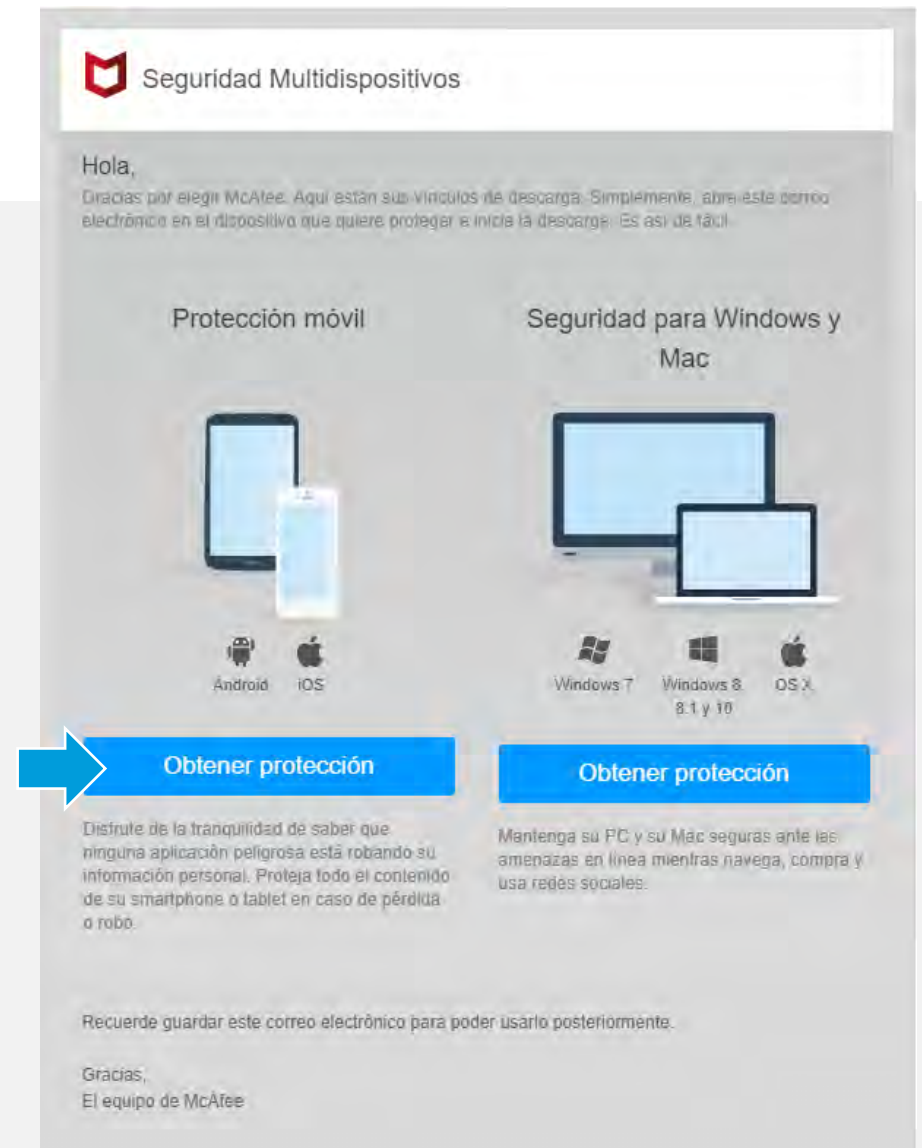 Seguridad Multidispositivos
Hola,
Gracias por elegir McAfee. Aquí están sus vínculos de descarga. Simplemente, abre este correo
electrónico en el dispositivo que quiere proteger e inicia la descarga. Es así de fácil.
Protección móvil
Android
iOS
Obtener protección
Disfrute de la tranquilidad de saber que
ninguna aplicación peligrosa está robando su
información personal. Proteja todo el contenido
de su smartphone o tablet en caso de pérdida
o robo.
Seguridad para Windows y
Mac
Windows 7
Windows 8
8.1 y 10
OS X
Obtener protección
Mantenga su PC y su Mac seguras ante las
amenazas en línea mientras navega, compra y
usa redes sociales.
Recuerde guardar este correo electrónico para poder usarlo posteriormente.
Gracias,
El equipo de McAfee